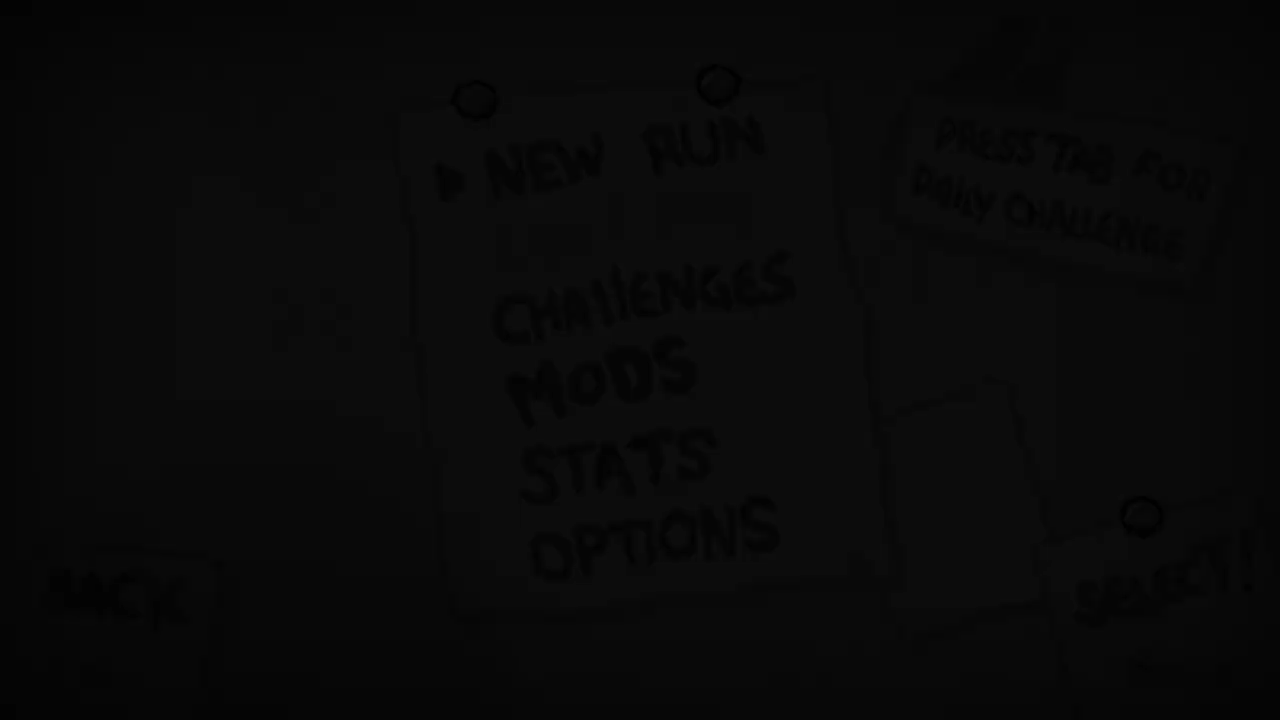 NEW RUN
CHALLENGES
MODS
STATS
OPTIONS
PRESS TAB FOR
DAILY CHALLENGE
BACK
SELECT!